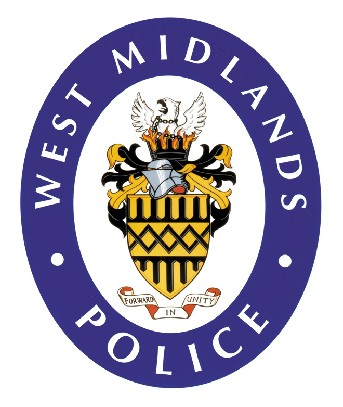 WEST MIDLANDS
FORWARD IN UNITY
POLICE